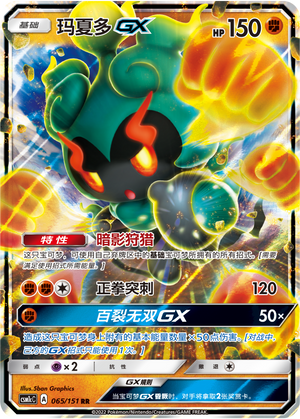 基础 玛夏多GX HP 150
特性 暗影狩猎
这只宝可梦，可使用自己弃牌区中的基础宝可梦所拥有的所有招式。[需要
满足使用招式所需能量。]
正拳突刺 120
百裂无双GX 50×
造成这只宝可梦身上附有的基本能量数量×50点伤害。[对战中，
己方的GX招式只能使用1次。]
弱点 ×2 抵抗力 撤退
Illus. 5ban Graphics GX规则
csm1cC A 065/151 RR 当宝可梦GX昏厥时，对手将拿取2张奖赏卡。
©2022 Pokémon/Nintendo/Creatures/GAME FREAK.